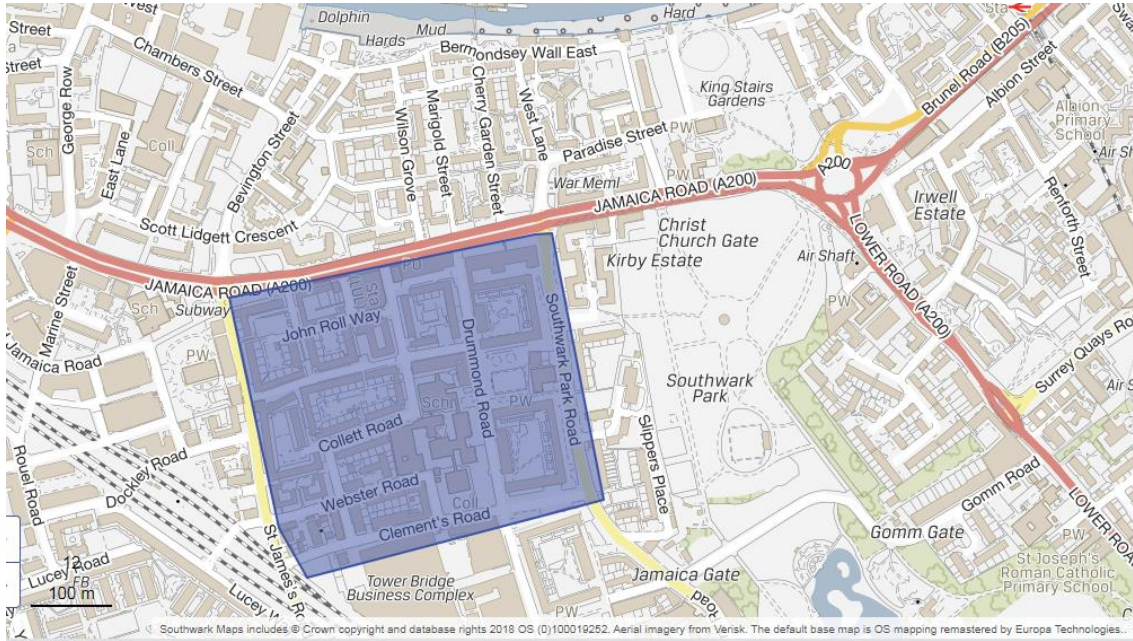 West
Street
Dolphin
Mud
Hards
Hard
Sta
Bermondsey Wall East
Chambers Street
Street
George Row
East Lane
Sch
Coll
Bevington Street
Scott Lidgett Crescent
Wilson Grove
Marigold Street
Cherry Garden Street
West Lane
Paradise Street
PW
King Stairs
Gardens
War Meml
JAMAICA ROAD (A200)
A200
Brunel Road (B205)
Albion Street
Albion
Primary
School
Air Shaft
Renforth Street
Irwell
Estate
Christ
Church Gate
Kirby Estate
Air Shaft
LOWER ROAD (A200)
JAMAICA ROAD (A200)
Subway
Sch
PW
Marine Street
Jamaica Road
John Roll Way
Drummond Road
Southwark Park Road
Collett Road
PW
Webster Road
Coll
Clement's Road
Southwark
Park
Slippers Place
Surrey Quays Ro
Air S
Rouel Road
Dockley Road
St James's Road
Lucey Road
FB
Lucey W
Tower Bridge
Business Complex
PW
Jamaica Gate
Road
Gomm Road
Gomm Gate
LOWER ROAD
PW
St Joseph's
Roman Catholic
Primary School
12
100 m
Southwark Maps includes © Crown copyright and database rights 2018 OS (0)100019252. Aerial imagery from Verisk. The default base map is OS mapping remastered by Europa Technologies.